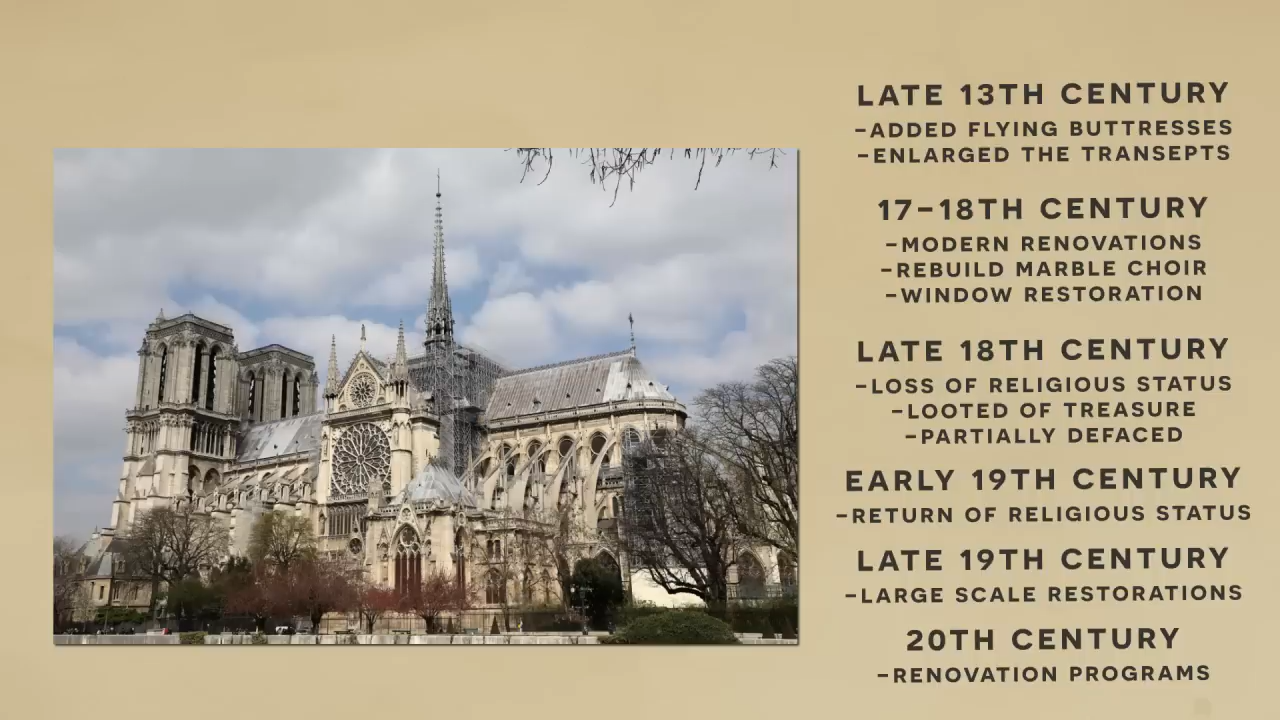 LATE 13TH CENTURY
-ADDED FLYING BUTTRESSES
-ENLARGED THE TRANSEPTS
17-18TH CENTURY
-MODERN RENOVATIONS
-REBUILD MARBLE CHOIR
-WINDOW RESTORATION
LATE 18TH CENTURY
-LOSS OF RELIGIOUS STATUS
-LOOTED OF TREASURE
-PARTIALLY DEFACED
EARLY 19TH CENTURY
-RETURN OF RELIGIOUS STATUS
LATE 19TH CENTURY
-LARGE SCALE RESTORATIONS
20TH CENTURY
-RENOVATION PROGRAMS